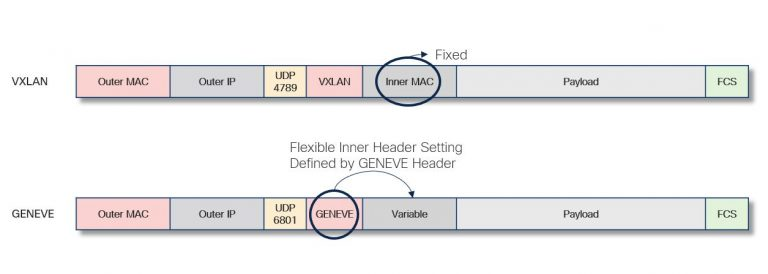 Fixed
VXLAN
Outer MAC
Outer IP
UDP
4789
VXLAN
Inner MAC
Payload
FCS
Flexible Inner Header Setting
Defined by GENEVE Header
GENEVE
Outer MAC
Outer IP
UDP
6801
GENEVE
Variable
Payload
FCS